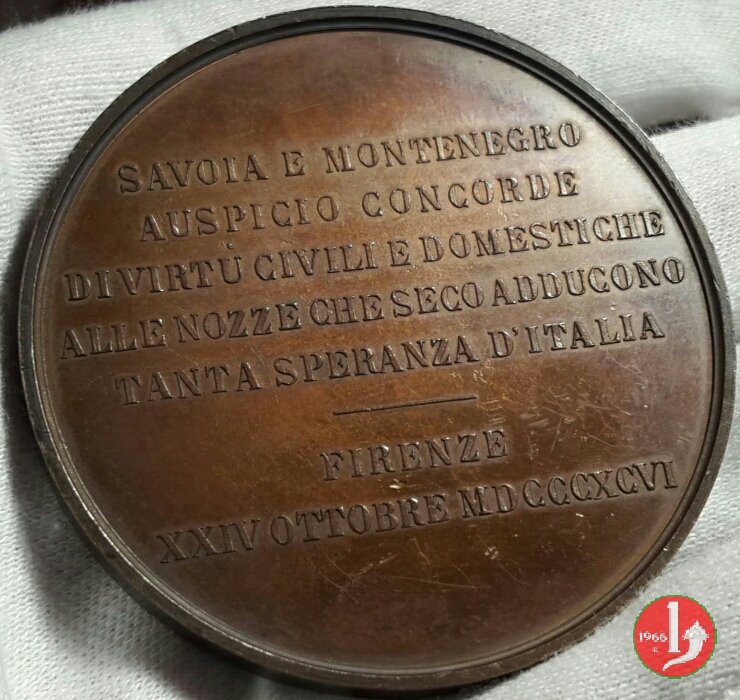 SAVOIA E MONTENEGRO
AUSPICIO CONCORDE
DI VIRTÙ CIVILI E DOMESTICHE
ALLE NOZZE CHE SECO ADDUCONO
TANTA SPERANZA D'ITALIA
FIRENZE
XXIV OTTOBRE MDCCCXCVI
1966
R